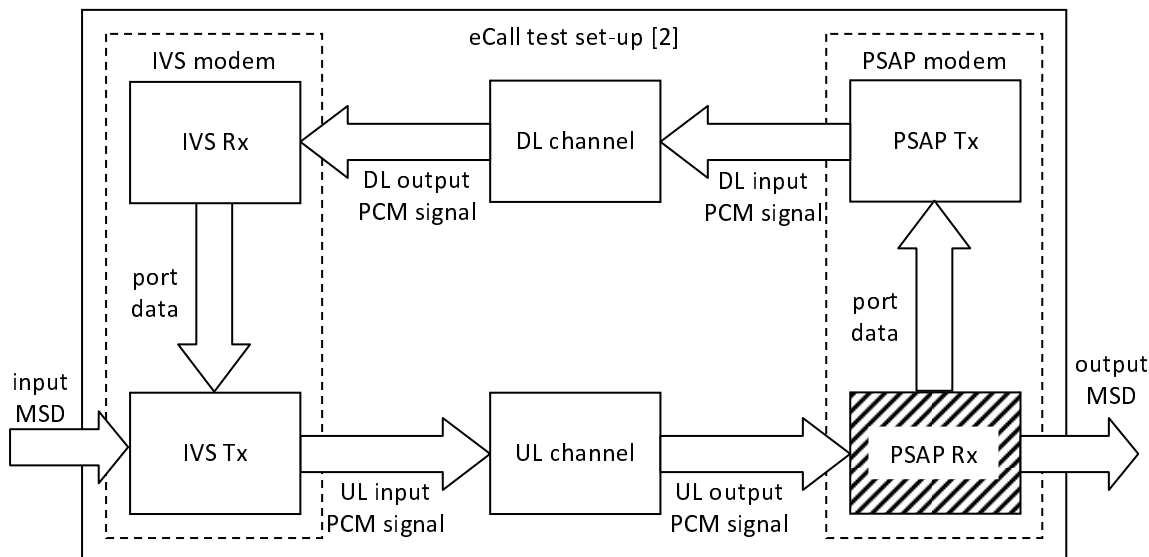 eCall test set-up [2]
IVS modem
PSAP modem
IVS Rx
DL channel
PSAP Tx
DL output
PCM signal
DL input
PCM signal
port
data
port
data
input
MSD
output
MSD
IVS Tx
UL channel
PSAP Rx
UL input
PCM signal
UL output
PCM signal